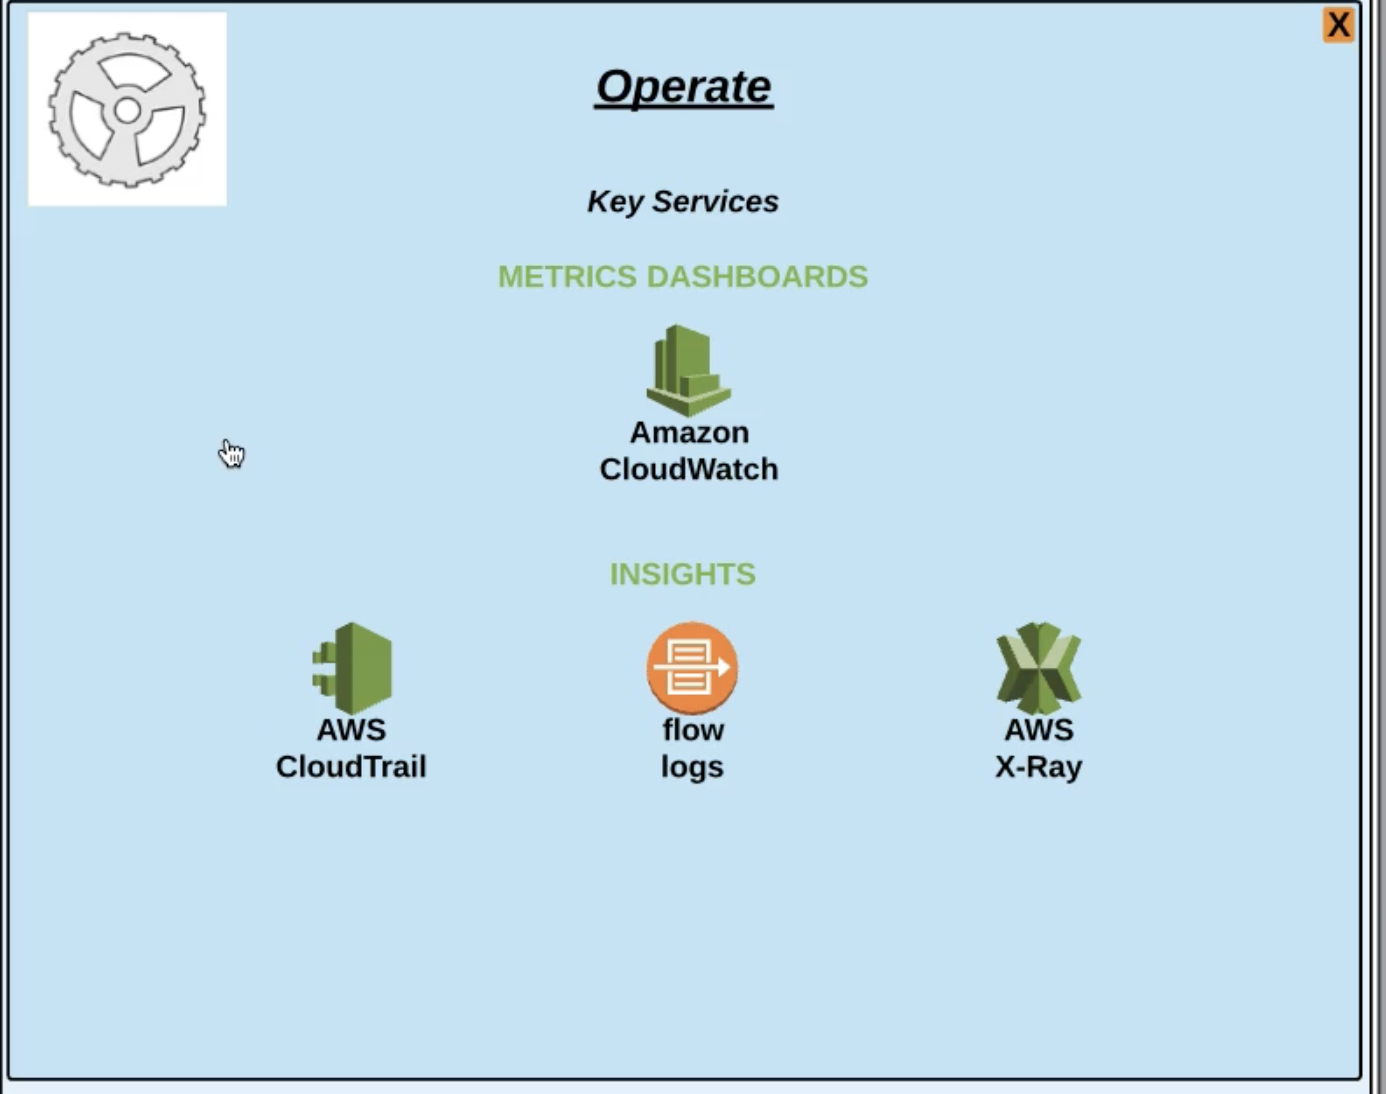 X
Operate
Key Services
METRICS DASHBOARDS
Amazon
CloudWatch
INSIGHTS
AWS
CloudTrail
flow
logs
AWS
X-Ray